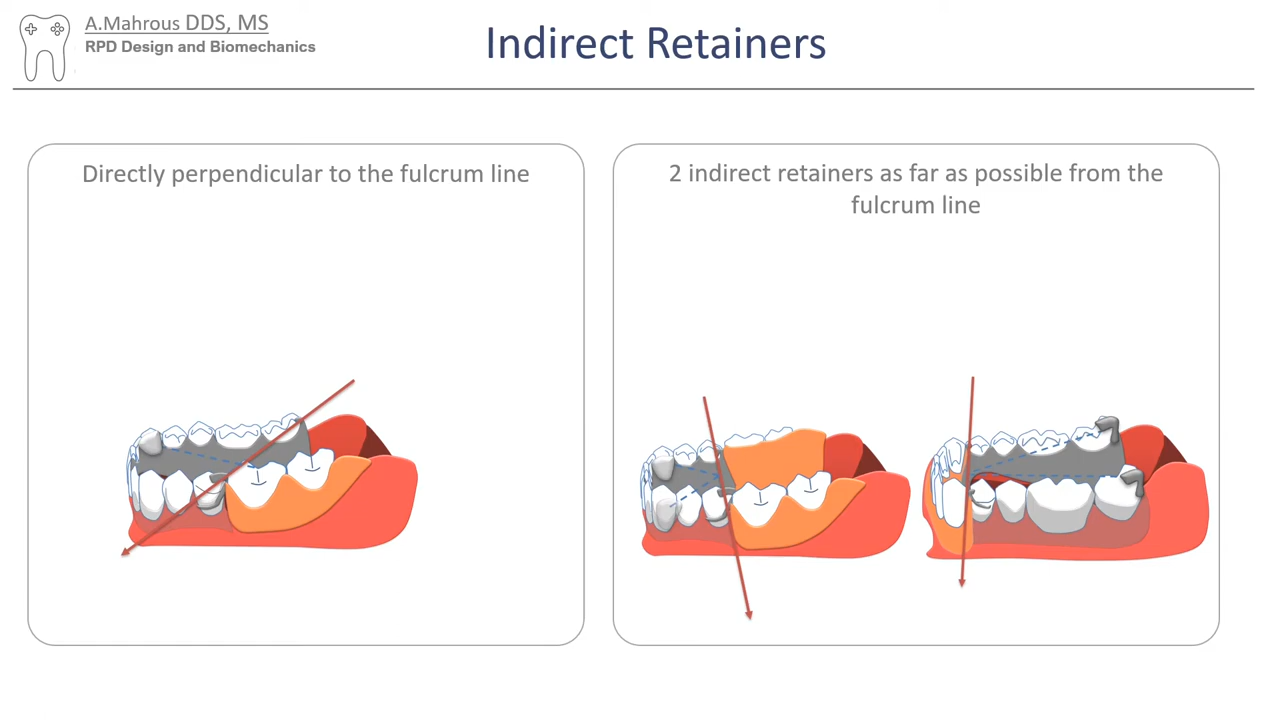 A.Mahrous DDS, MS
RPD Design and Biomechanics
Indirect Retainers
Directly perpendicular to the fulcrum line
2 indirect retainers as far as possible from the
fulcrum line